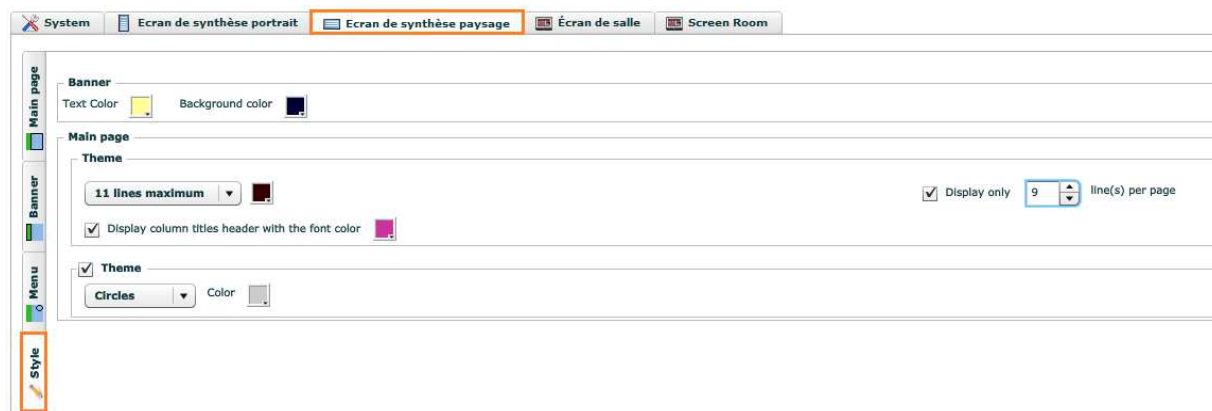 System
Ecran de synthèse portrait
Ecran de synthèse paysage
Écran de salle
Screen Room
Main page
Banner
Menu
Style
Banner
Text Color
Background color
Main page
Theme
11 lines maximum
Display only 9 line(s) per page
Display column titles header with the font color
Theme
Circles
Color